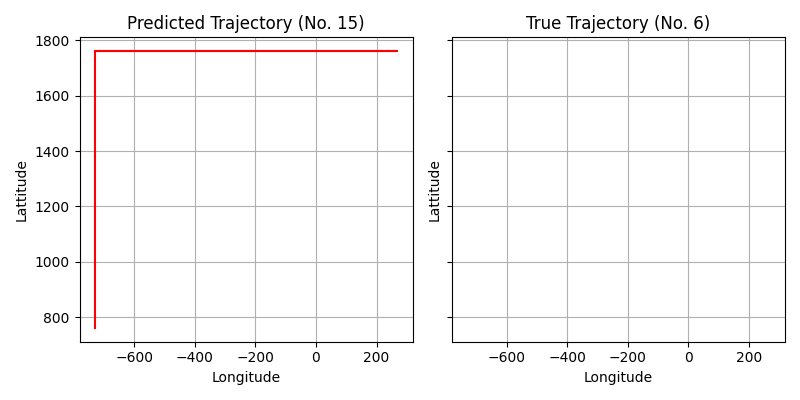 Predicted Trajectory (No. 15)
True Trajectory (No. 6)
1800
1600
1400
1200
1000
800
Lattitude
−600
−400
−200
0
200
Longitude
Lattitude
−600
−400
−200
0
200
Longitude